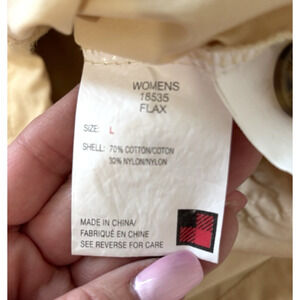 WOMENS
18535
FLAX
SIZE: L
SHELL: 70% COTTON/COTON
30% NYLON/NYLON
MADE IN CHINA/
FABRIQUÉ EN CHINE
SEE REVERSE FOR CARE